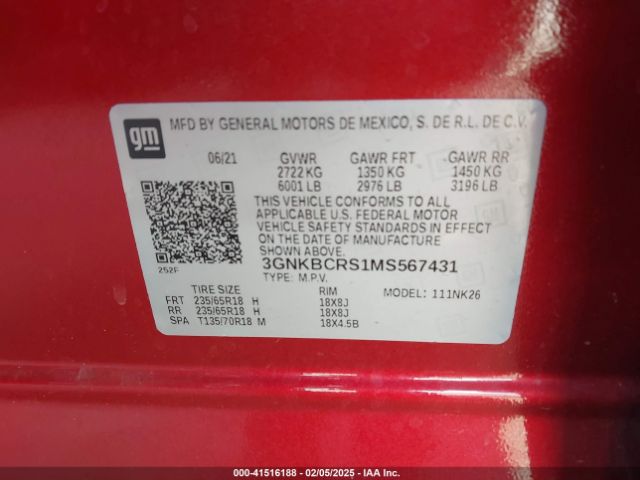 gm
MFD BY GENERAL MOTORS DE MEXICO, S. DE R.L. DE C.V.
06/21 GVWR GAWR FRT GAWR RR
2722 KG 1350 KG 1450 KG
6001 LB 2976 LB 3196 LB
THIS VEHICLE CONFORMS TO ALL
APPLICABLE U.S. FEDERAL MOTOR
VEHICLE SAFETY STANDARDS IN
EFFECT ON THE DATE OF
MANUFACTURE SHOWN ABOVE.
3GNKBCRS1MS567431
252F
TYPE: M.P.V.
TIRE SIZE RIM MODEL: 111NK26
FRT 235/65R18 H 18X8J
RR 235/65R18 H 18X8J
SPA T135/70R18 M 18X4.5B
000-41516188 - 02/05/2025 - IAA Inc.